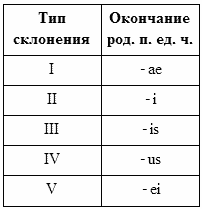 Тип склонения Окончание род. п. ед. ч.
I - ae
II - i
III - is
IV - us
V - ei